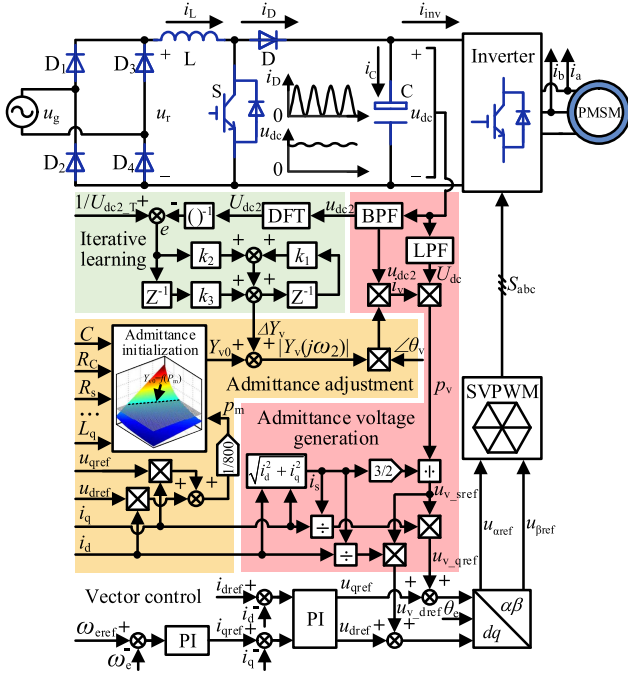 i_L i_D i_inv
D_1 D_3 + L D i_C + Inverter
i_b i_a
S i_D C
u_g u_r 0 u_dc PMSM
u_dc
D_2 D_4 − 0 −
1/U_dc2_T + - ()^-1 U_dc2 DFT u_dc2 BPF
e LPF
Iterative learning
k_2 + + k_1 u_dc2 U_dc
Z^-1 k_3 + + Z^-1 i_v S_abc
ΔY_v
C Admittance initialization Y_v0 + + |Y_v(jω_2)| ∠θ_v
R_C Admittance adjustment
R_s p_m p_v SVPWM
... Admittance voltage generation
L_q 1/800
u_qref √(i_d^2 + i_q^2) 3/2 ·|·
u_dref + + i_s u_v_sref
i_q ÷ u_αref u_βref
i_d ÷ u_v_qref
Vector control i_dref + u_qref + +
i_d - PI u_v_dref θ_e αβ
ω_eref + PI i_qref + u_dref + + dq
ω_e - i_q -